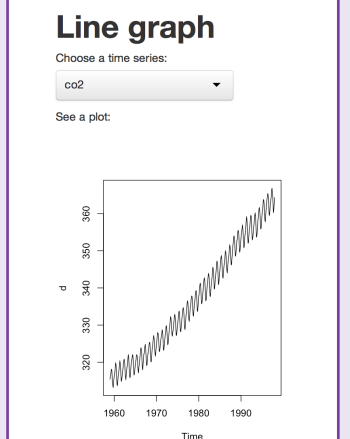 Line graph
Choose a time series:
co2
See a plot:
360
350
340
330
320
d
1960 1970 1980 1990
Time